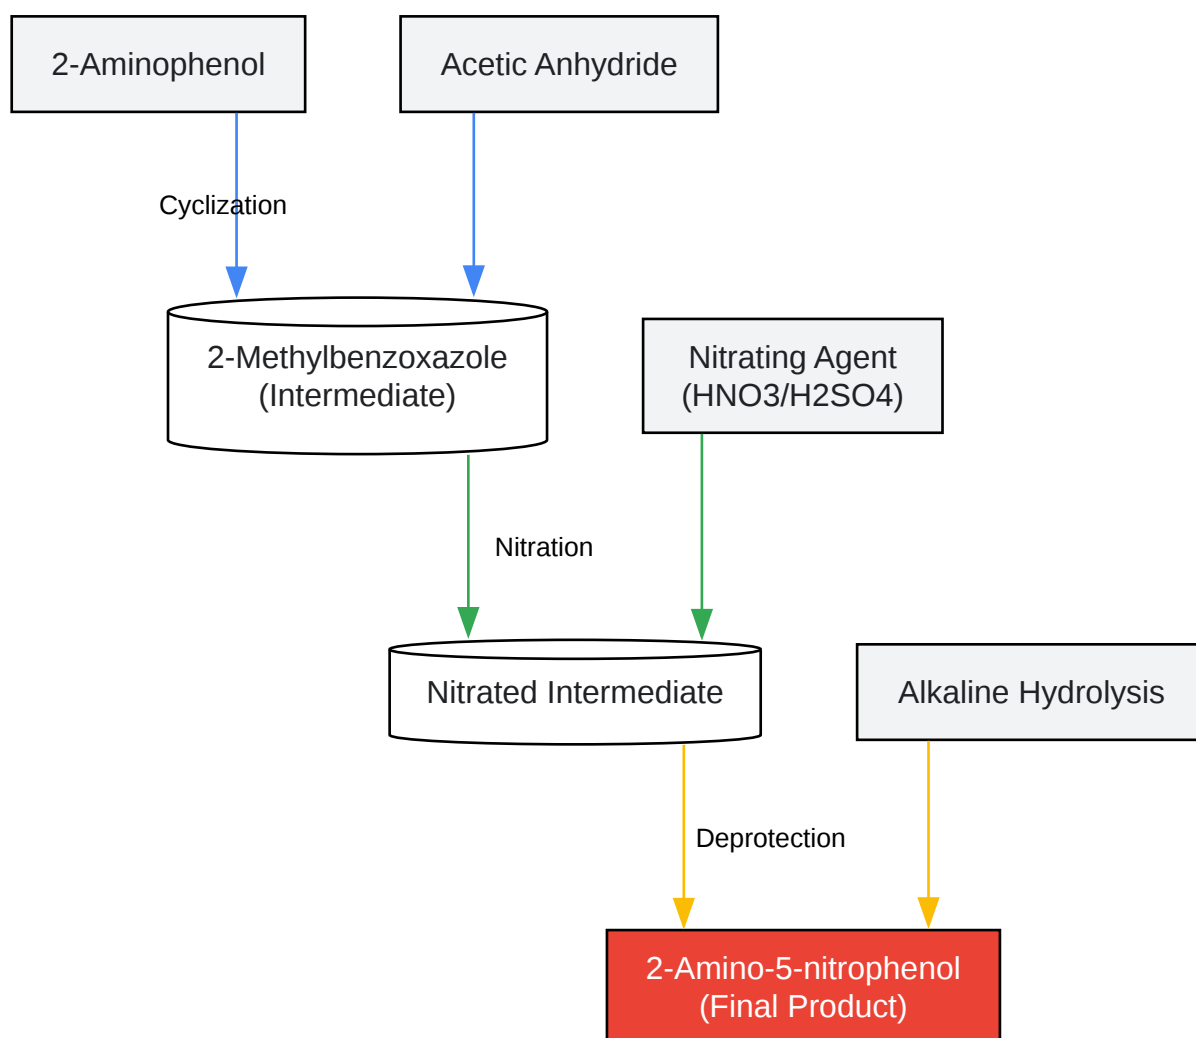 2-Aminophenol
Acetic Anhydride
Cyclization
2-Methylbenzoxazole
(Intermediate)
Nitrating Agent
(HNO3/H2SO4)
Nitration
Nitrated Intermediate
Alkaline Hydrolysis
Deprotection
2-Amino-5-nitrophenol
(Final Product)